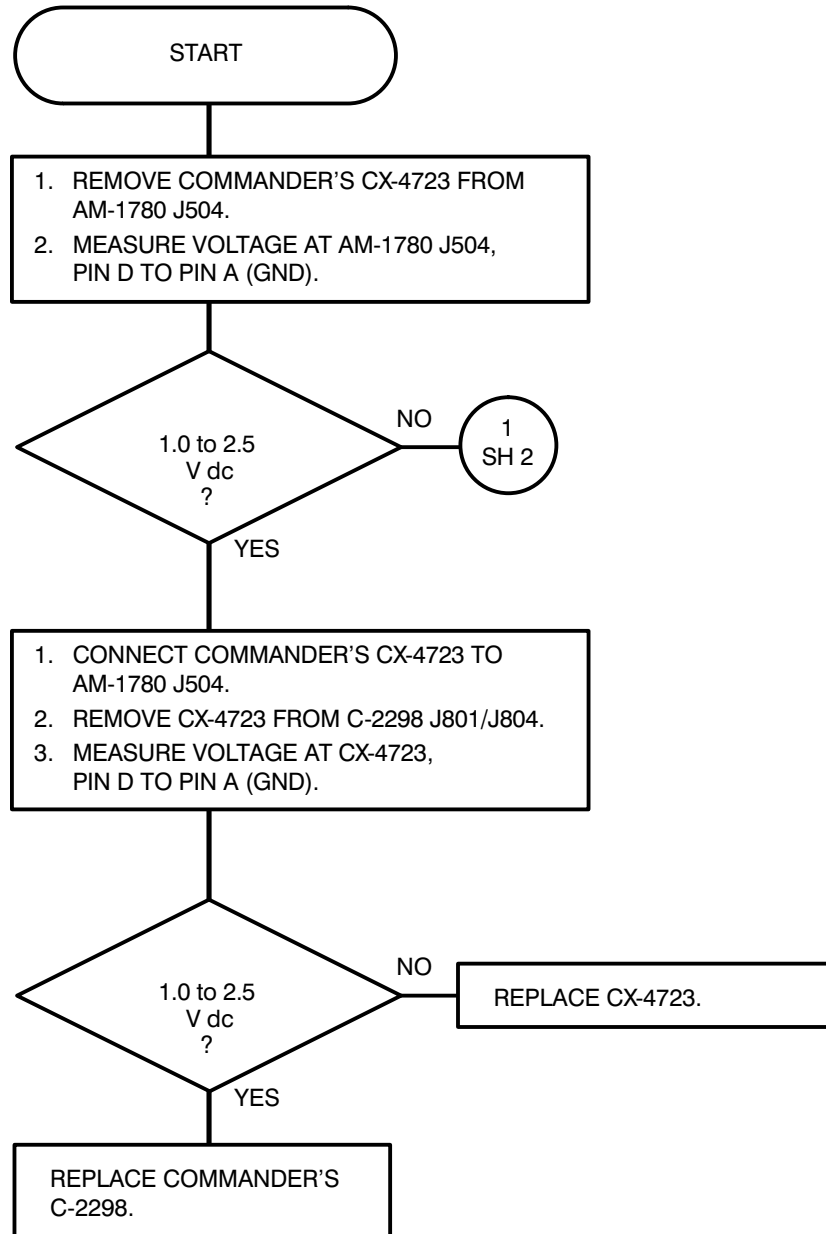 START
1. REMOVE COMMANDER'S CX-4723 FROM
AM-1780 J504.
2. MEASURE VOLTAGE AT AM-1780 J504,
PIN D TO PIN A (GND).
1.0 to 2.5
V dc
?
NO
1
SH 2
YES
1. CONNECT COMMANDER'S CX-4723 TO
AM-1780 J504.
2. REMOVE CX-4723 FROM C-2298 J801/J804.
3. MEASURE VOLTAGE AT CX-4723,
PIN D TO PIN A (GND).
1.0 to 2.5
V dc
?
NO
REPLACE CX-4723.
YES
REPLACE COMMANDER'S
C-2298.